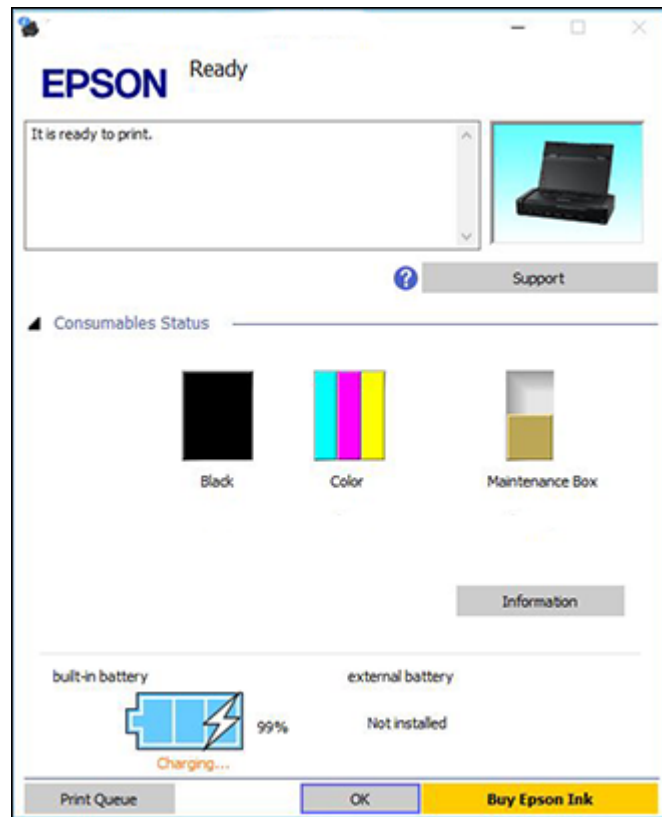 EPSON
Ready
It is ready to print.
?
Support
Consumables Status
Black
Color
Maintenance Box
Information
built-in battery
external battery
99%
Not installed
Charging...
Print Queue
OK
Buy Epson Ink